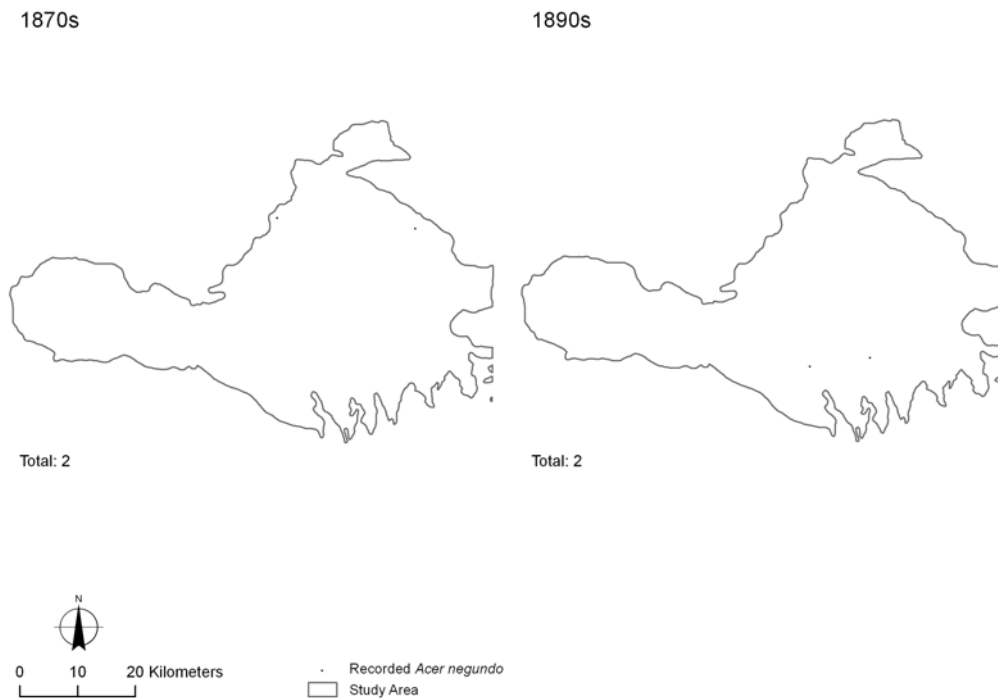 1870s
1890s
Total: 2
Total: 2
N
0 10 20 Kilometers
Recorded Acer negundo
Study Area